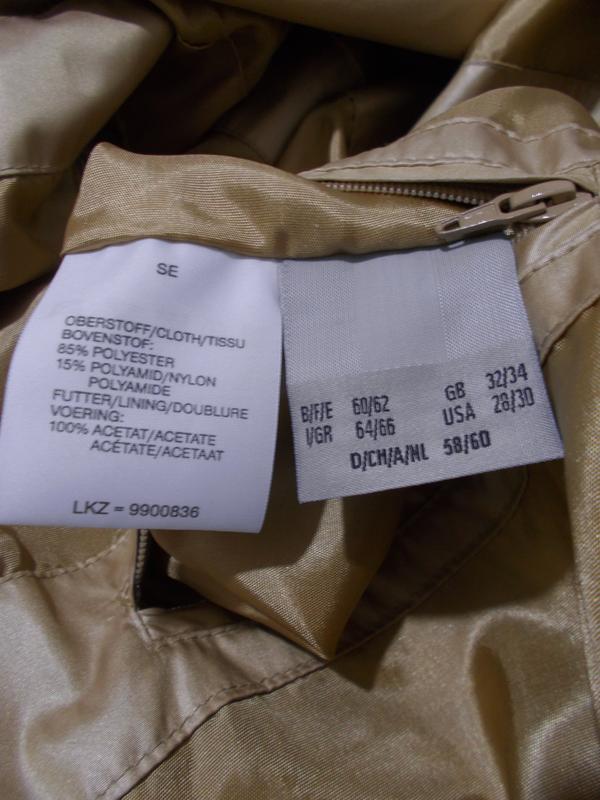 SE
OBERSTOFF/CLOTH/TISSU
BOVENSTOF:
85% POLYESTER
15% POLYAMID/NYLON
POLYAMIDE
FUTTER/LINING/DOUBLURE
VOERING:
100% ACETAT/ACETATE
ACÉTATE/ACETAAT
LKZ = 9900836
B/F/E 60/62 GB 32/34
I/GR 64/66 USA 28/30
D/CH/A/NL 58/60